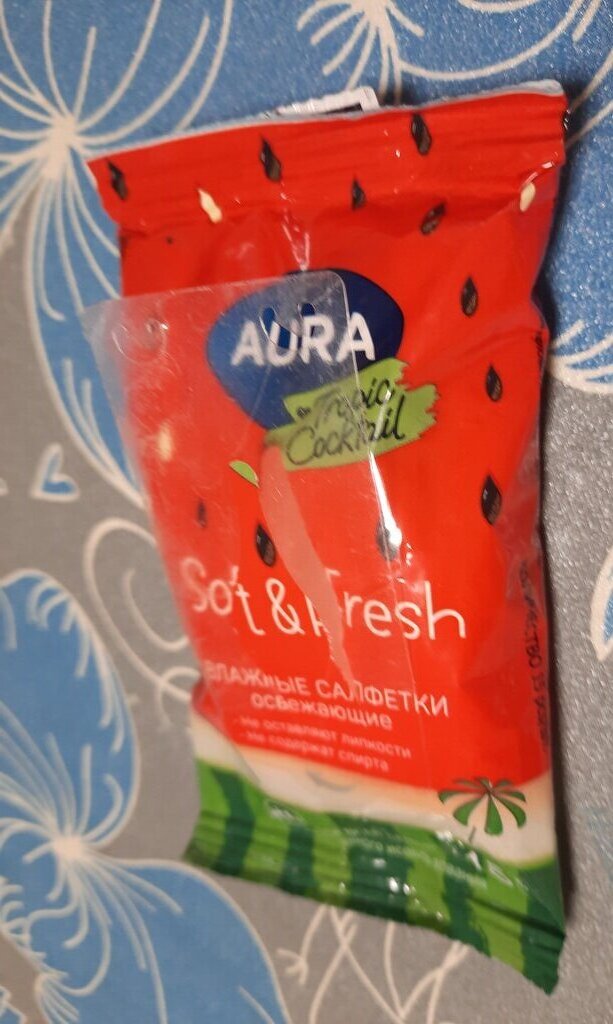 AURA
Tropic
Cocktail
Soft & Fresh
ВЛАЖНЫЕ САЛФЕТКИ
освежающие
- не оставляют липкости
- не содержат спирта